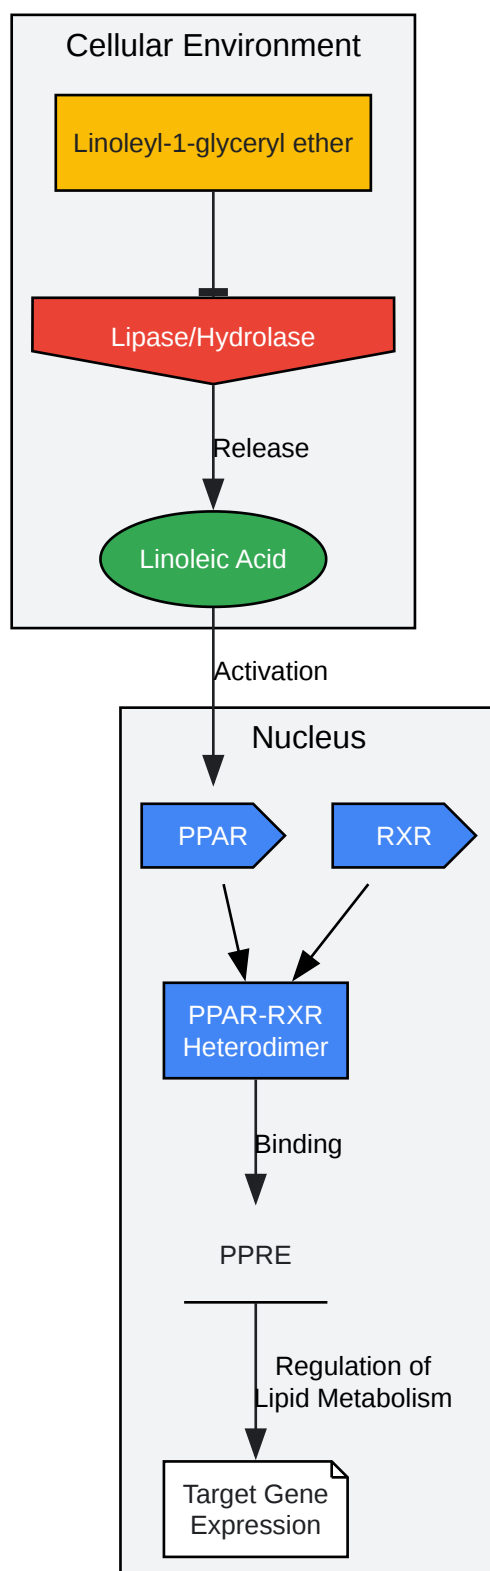 Cellular Environment
Linoleyl-1-glyceryl ether
Lipase/Hydrolase
Release
Linoleic Acid
Activation
Nucleus
PPAR
RXR
PPAR-RXR
Heterodimer
Binding
PPRE
Regulation of
Lipid Metabolism
Target Gene
Expression